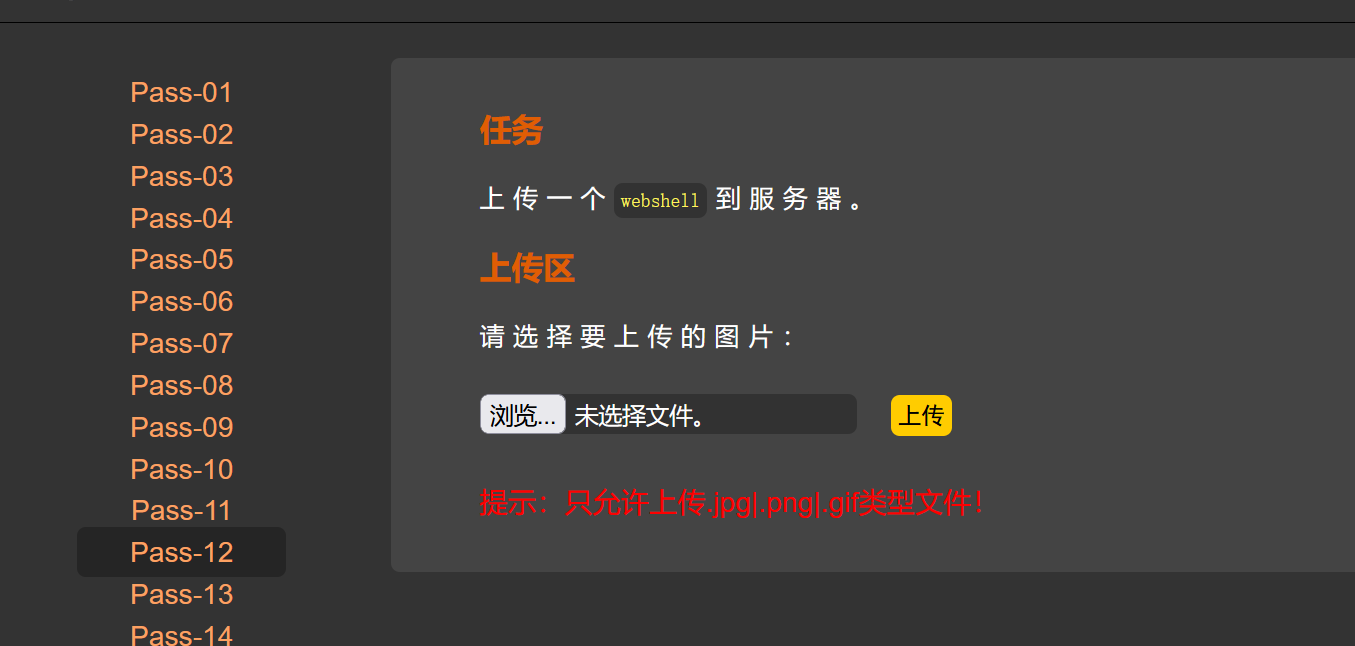 Pass-01
Pass-02
Pass-03
Pass-04
Pass-05
Pass-06
Pass-07
Pass-08
Pass-09
Pass-10
Pass-11
Pass-12
Pass-13
Pass-14
任务
上传一个 webshell 到服务器。
上传区
请选择要上传的图片：
浏览... 未选择文件。 上传
提示：只允许上传.jpg|.png|.gif类型文件！